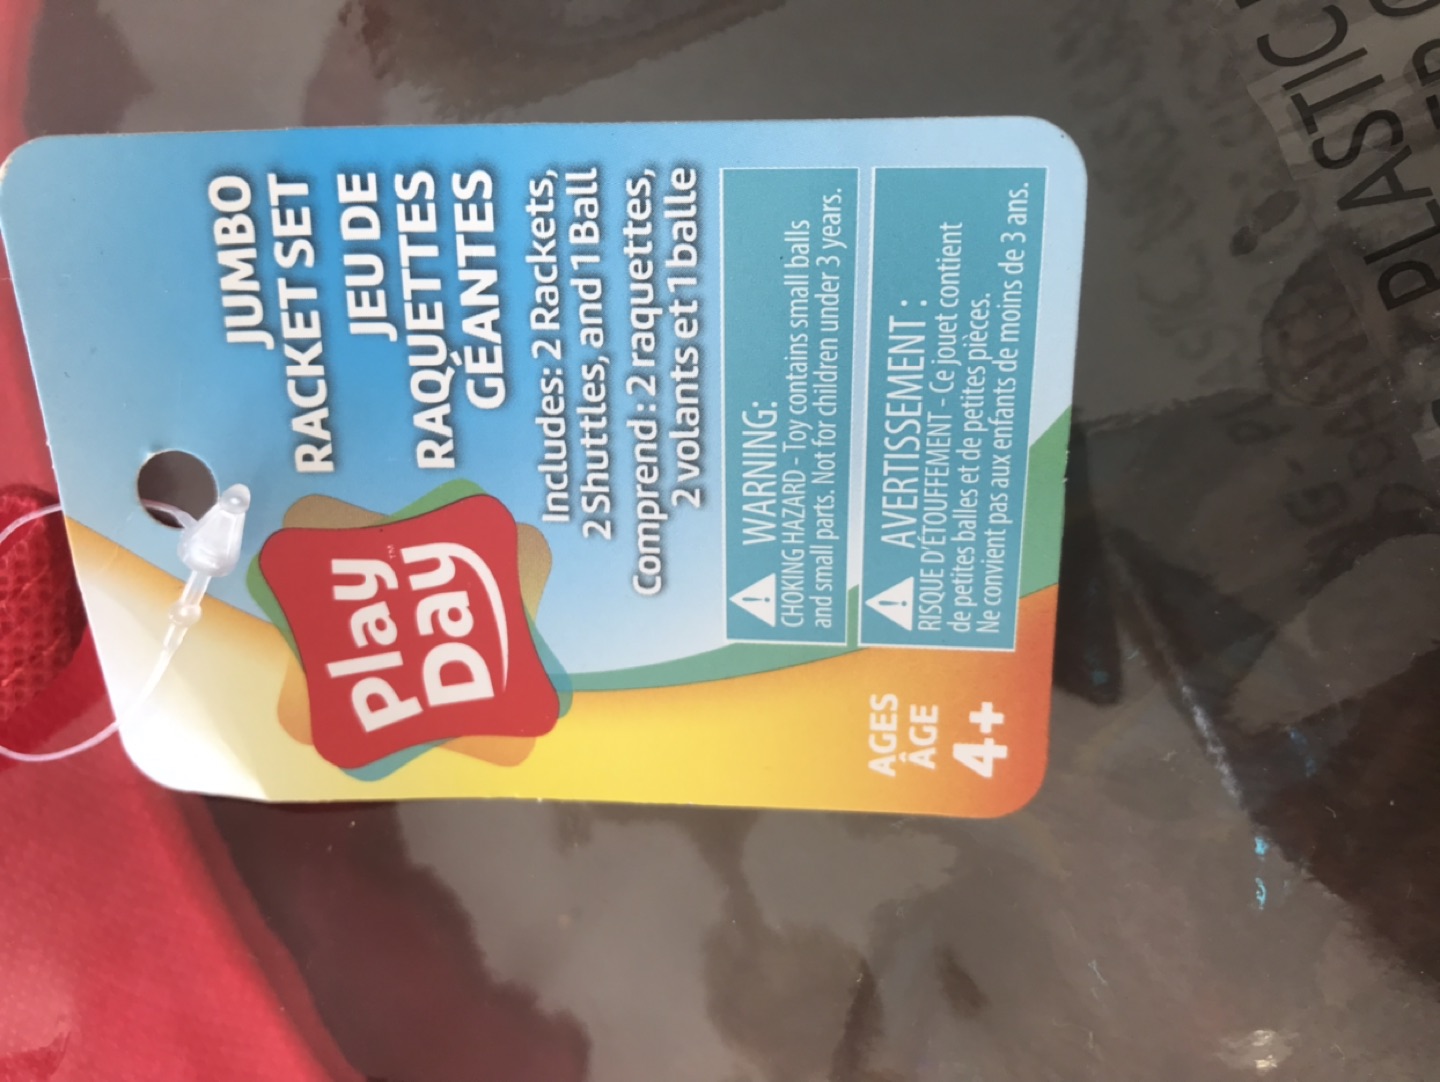 Play
Day™
JUMBO
RACKET SET
JEU DE
RAQUETTES
GÉANTES
Includes: 2 Rackets,
2 Shuttles, and 1 Ball
Comprend : 2 raquettes,
2 volants et 1 balle
WARNING:
CHOKING HAZARD - Toy contains small balls
and small parts. Not for children under 3 years.
AVERTISSEMENT :
RISQUE D'ÉTOUFFEMENT - Ce jouet contient
de petites balles et de petites pièces.
Ne convient pas aux enfants de moins de 3 ans.
AGES
ÂGE
4+
PLASTIC